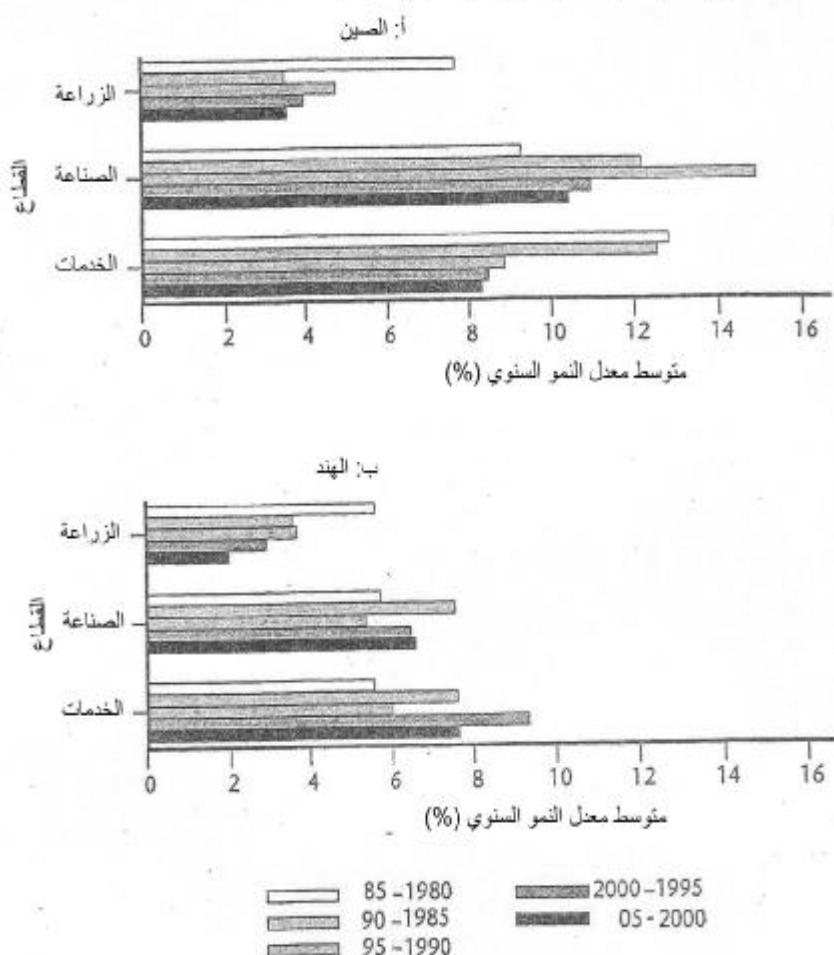 أ: الصين
الزراعة
الصناعة
الخدمات
القطاع
0 2 4 6 8 10 12 14 16
متوسط معدل النمو السنوي (%)
ب: الهند
الزراعة
الصناعة
الخدمات
القطاع
0 2 4 6 8 10 12 14 16
متوسط معدل النمو السنوي (%)
85 -1980
2000-1995
90 -1985
05 - 2000
95 -1990